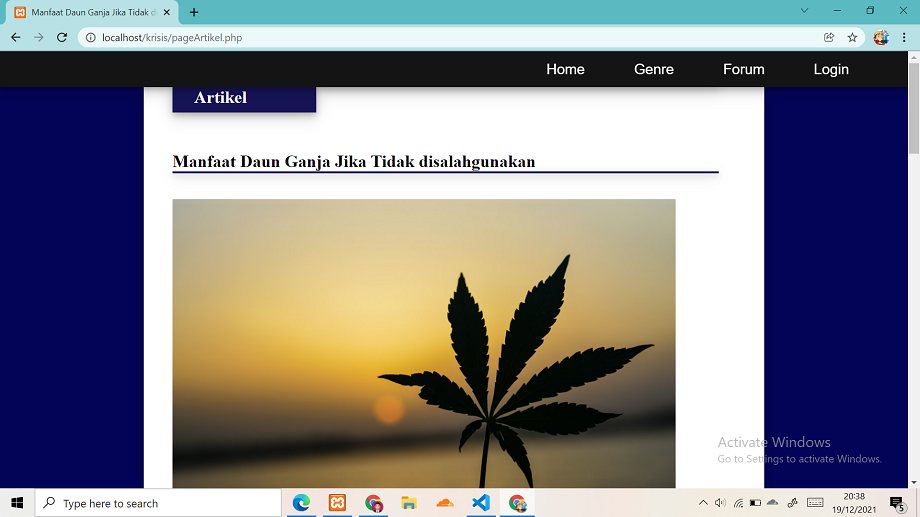 Manfaat Daun Ganja Jika Tidak d
localhost/krisis/pageArtikel.php
Home Genre Forum Login
Artikel
Manfaat Daun Ganja Jika Tidak disalahgunakan
Activate Windows
Go to Settings to activate Windows.
Type here to search
20:38
19/12/2021
5